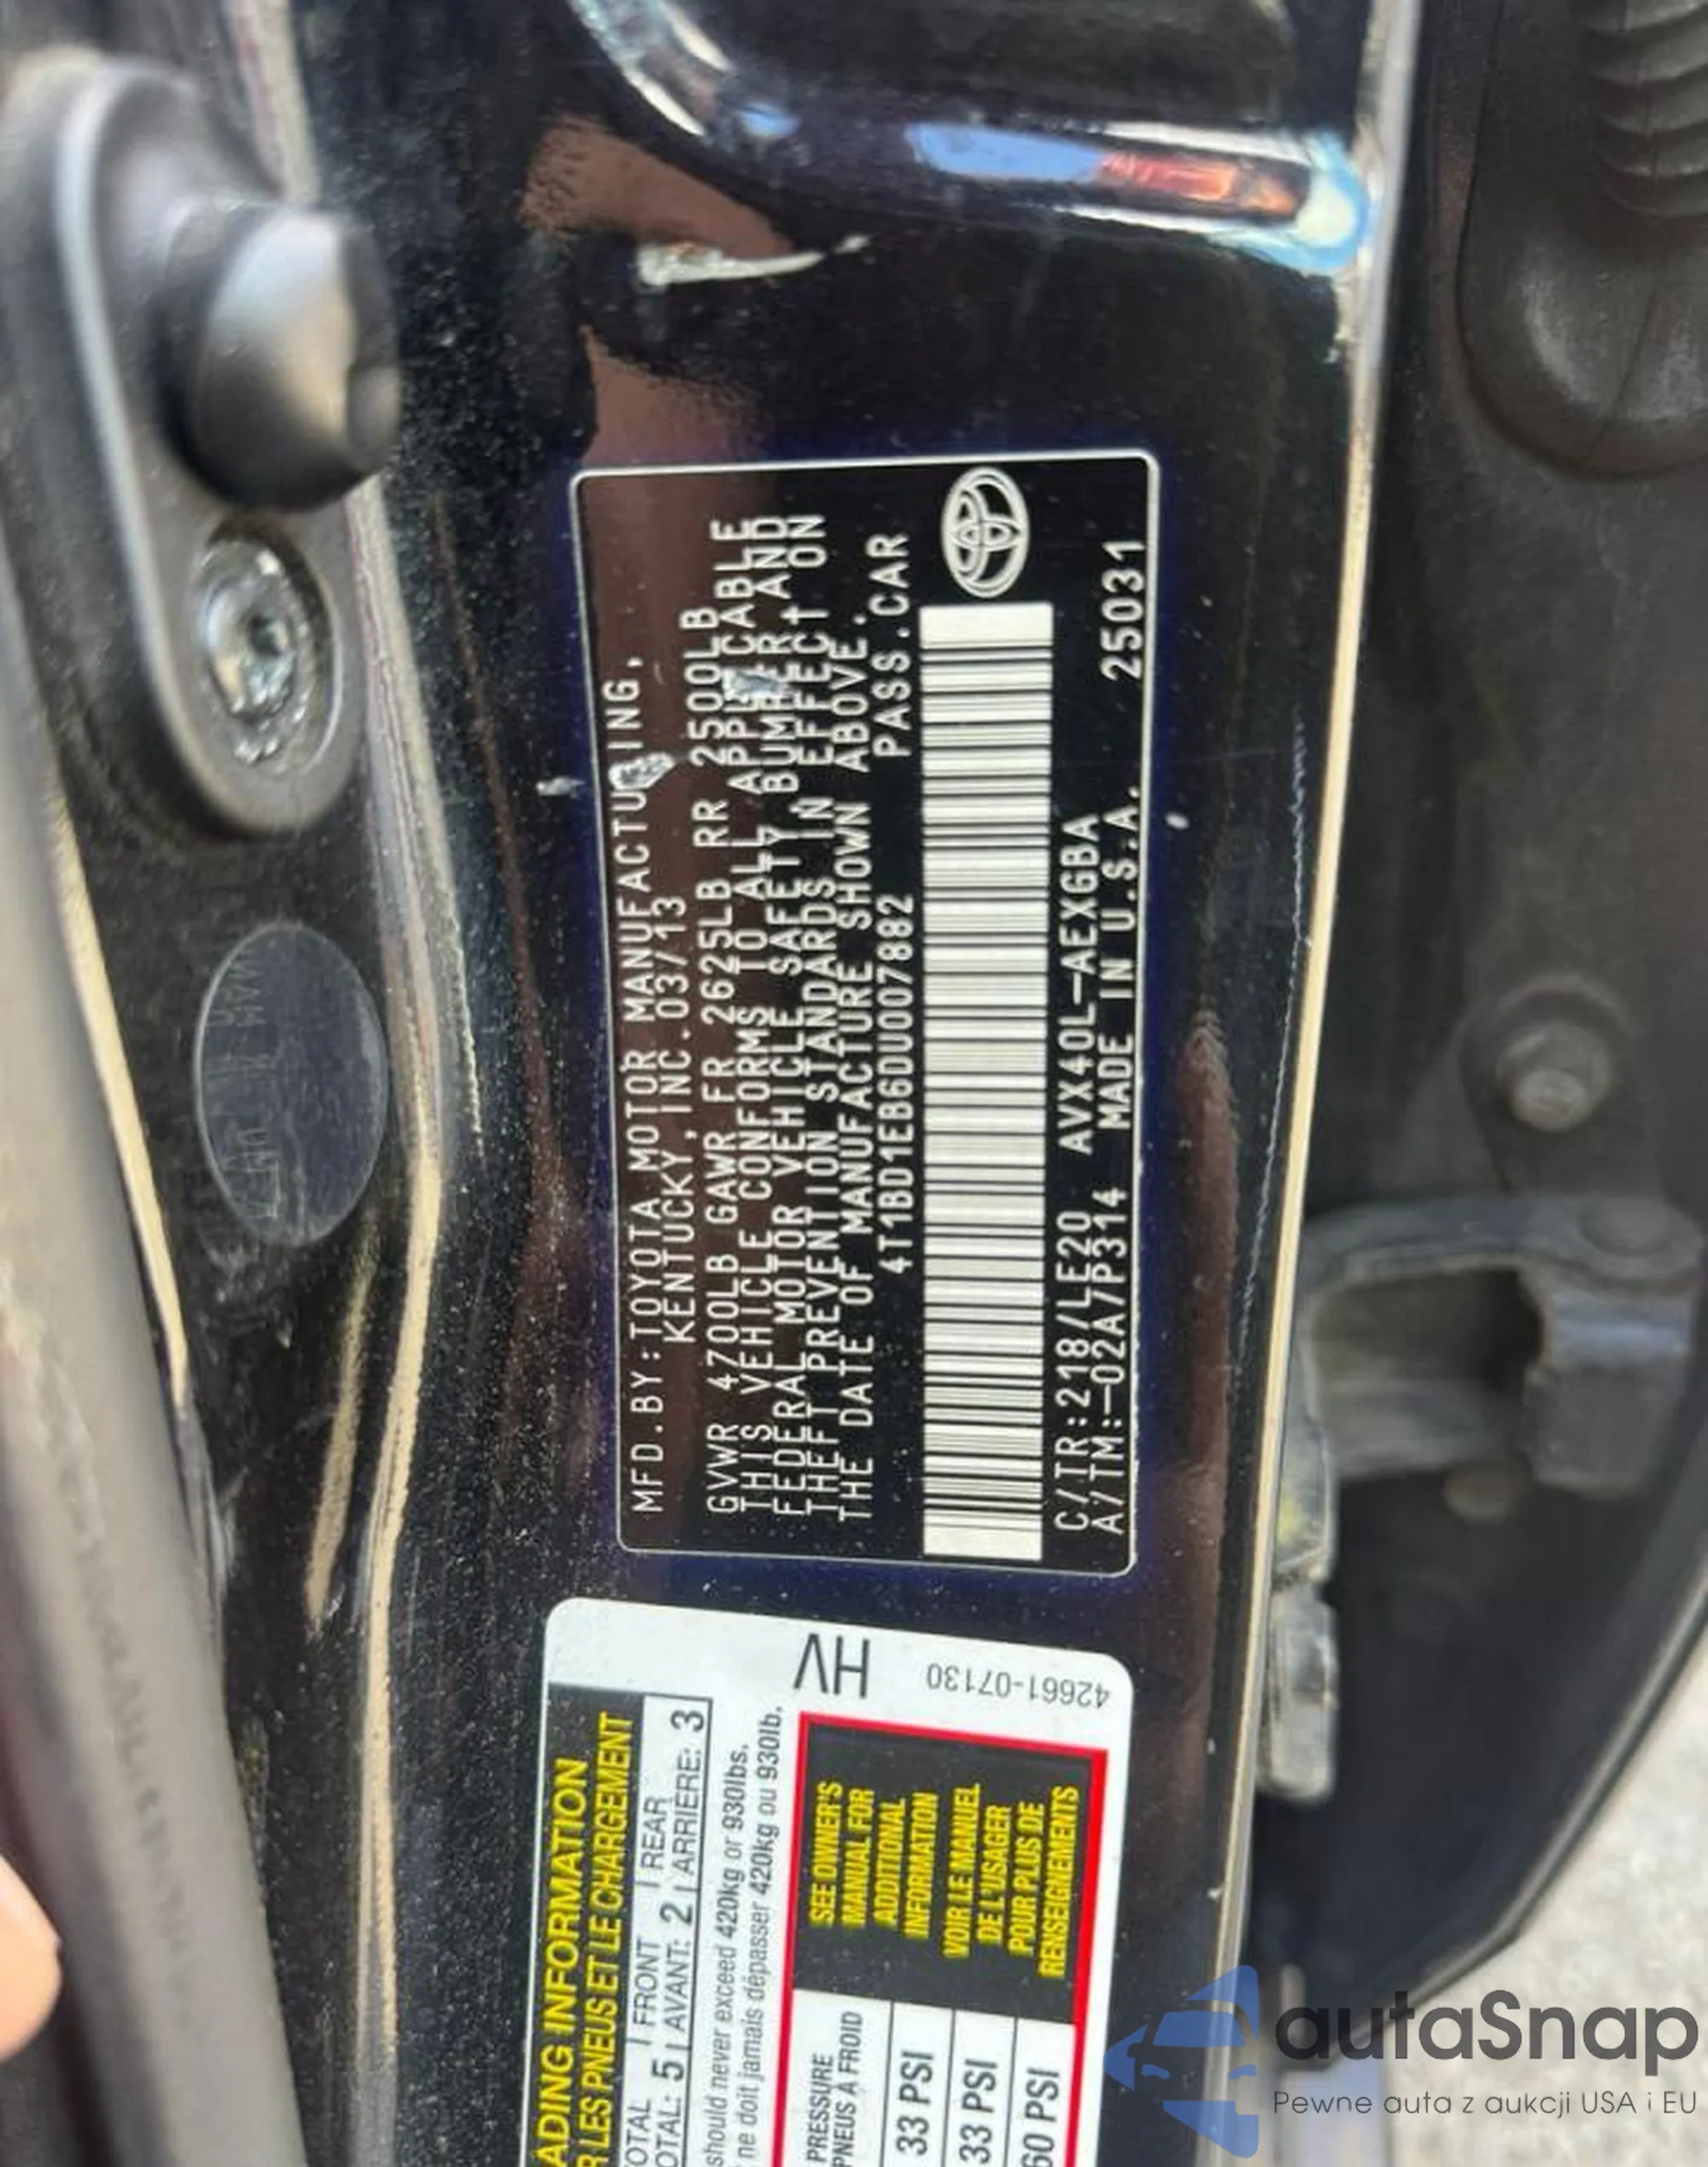 MFD.BY:TOYOTA MOTOR MANUFACTURING,
KENTUCKY,INC.03/13
GVWR 4700LB GAWR FR 2625LB RR 2500LB
THIS VEHICLE CONFORMS TO ALL APPLICABLE
FEDERAL MOTOR VEHICLE SAFETY,BUMPER,AND
THEFT PREVENTION STANDARDS IN EFFECT ON
THE DATE OF MANUFACTURE SHOWN ABOVE.
4T1BD1EB6DU007882 PASS.CAR
C/TR:218/LE20 AVX40L-AEXGBA
A/TM:-02A/P314 MADE IN U.S.A. 25031
HV
42661-07130
ADING INFORMATION
R LES PNEUS ET LE CHARGEMENT
OTAL FRONT REAR
OTAL: 5 AVANT: 2 ARRIÈRE: 3
should never exceed 420kg or 930lbs.
ne doit jamais dépasser 420kg ou 930lb.
PRESSURE
PNEUS À FROID
33 PSI
33 PSI
60 PSI
SEE OWNER'S
MANUAL FOR
ADDITIONAL
INFORMATION
VOIR LE MANUEL
DE L'USAGER
POUR PLUS DE
RENSEIGNEMENTS
autaSnap
Pewne auta z aukcji USA i EU